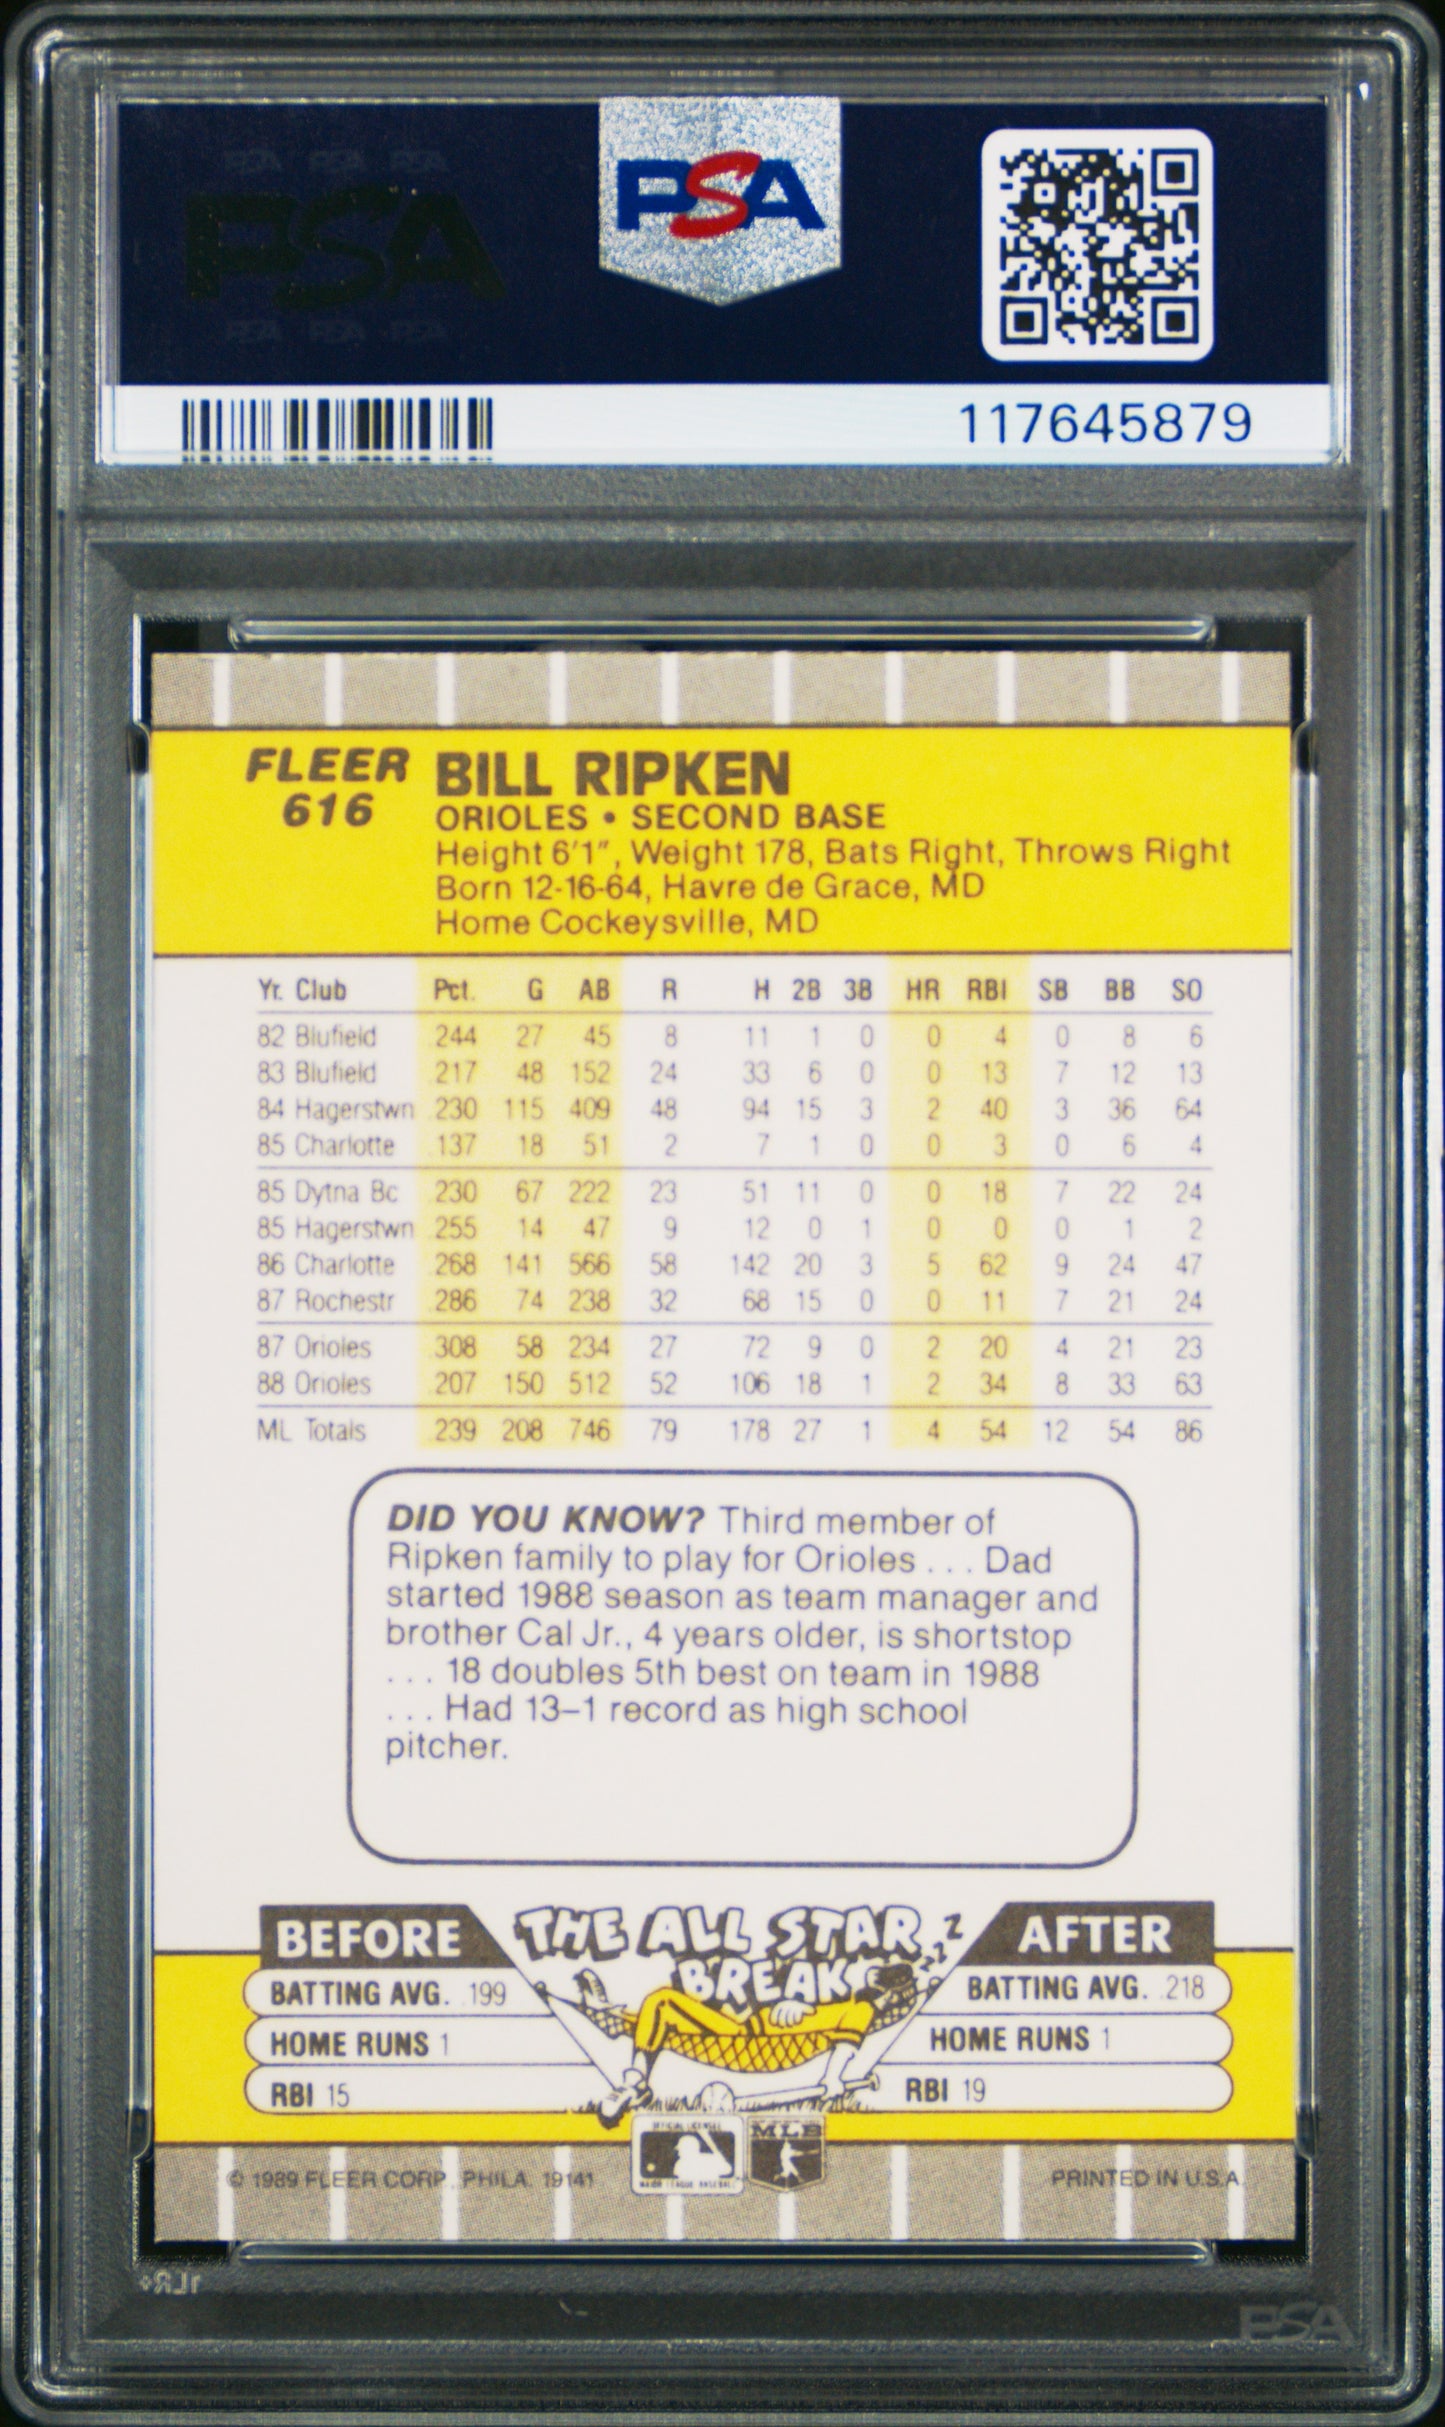 PSA PSA PSA
PSA
PSA PSA PSA
PSA
117645879
FLEER
616
BILL RIPKEN
ORIOLES • SECOND BASE
Height 6'1", Weight 178, Bats Right, Throws Right
Born 12-16-64, Havre de Grace, MD
Home Cockeysville, MD
Yr. Club Pct. G AB R H 2B 3B HR RBI SB BB SO
82 Blufield .244 27 45 8 11 1 0 0 4 0 8 6
83 Blufield .217 48 152 24 33 6 0 0 13 7 12 13
84 Hagerstwn .230 115 409 48 94 15 3 2 40 3 36 64
85 Charlotte .137 18 51 2 7 1 0 0 3 0 6 4
85 Dytna Bc .230 67 222 23 51 11 0 0 18 7 22 24
85 Hagerstwn .255 14 47 9 12 0 1 0 0 0 1 2
86 Charlotte .268 141 566 58 142 20 3 5 62 9 24 47
87 Rochestr .286 74 238 32 68 15 0 0 11 7 21 24
87 Orioles .308 58 234 27 72 9 0 2 20 4 21 23
88 Orioles .207 150 512 52 106 18 1 2 34 8 33 63
ML Totals .239 208 746 79 178 27 1 4 54 12 54 86
DID YOU KNOW? Third member of
Ripken family to play for Orioles . . . Dad
started 1988 season as team manager and
brother Cal Jr., 4 years older, is shortstop
. . . 18 doubles 5th best on team in 1988
. . . Had 13–1 record as high school
pitcher.
BEFORE
BATTING AVG. .199
HOME RUNS 1
RBI 15
THE ALL STAR
BREAK
Z Z Z Z
AFTER
BATTING AVG. .218
HOME RUNS 1
RBI 19
OFFICIAL LICENSEE
MAJOR LEAGUE BASEBALL
MLB
© 1989 FLEER CORP., PHILA. 19141
PRINTED IN U.S.A.
PSA